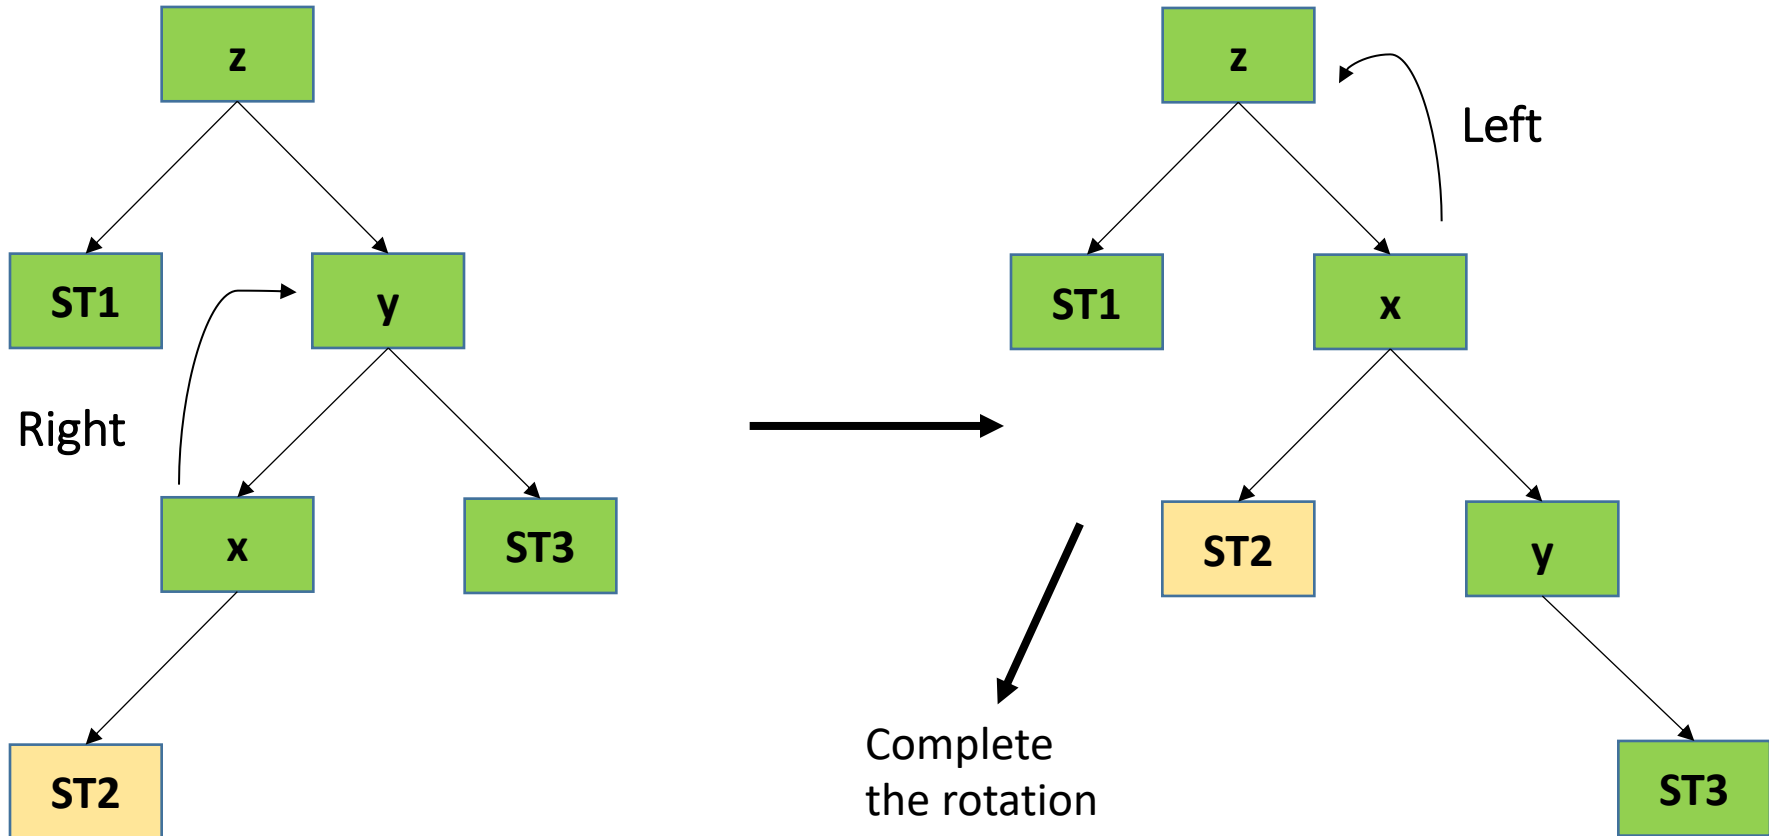 z
ST1
y
Right
x
ST3
ST2
z
Left
ST1
x
ST2
y
ST3
Complete
the rotation